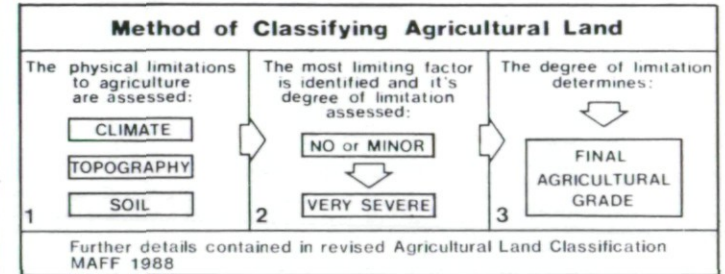 Method of Classifying Agricultural Land
The physical limitations
to agriculture
are assessed:
CLIMATE
TOPOGRAPHY
SOIL
1
The most limiting factor
is identified and it's
degree of limitation
assessed:
NO or MINOR
VERY SEVERE
2
The degree of limitation
determines:
FINAL
AGRICULTURAL
GRADE
3
Further details contained in revised Agricultural Land Classification
MAFF 1988